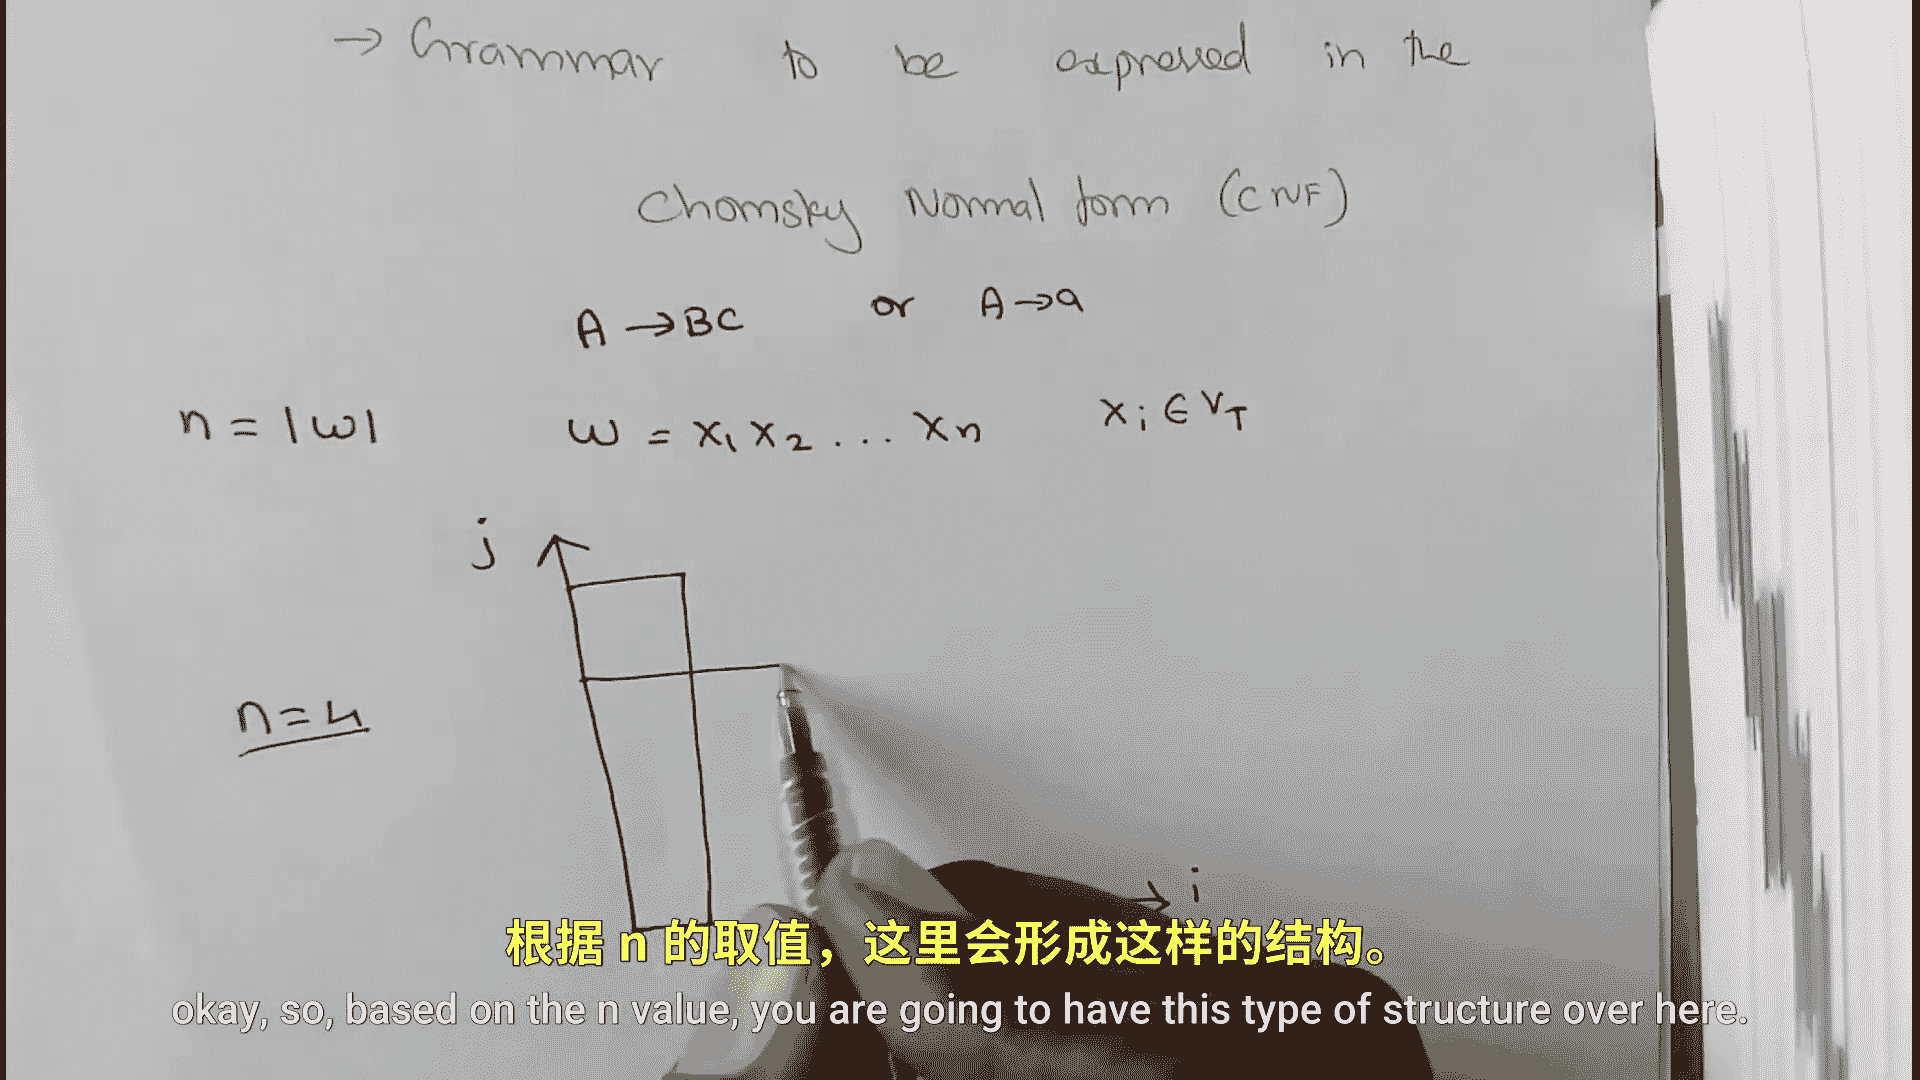 → Grammar to be expressed in the
Chomsky Normal form (CNF)
A → BC or A → a
n = |w| w = x₁ x₂ ... xₙ xᵢ ∈ V_T
j
n = 4
i
根据 n 的取值，这里会形成这样的结构。
okay, so, based on the n value, you are going to have this type of structure over here.